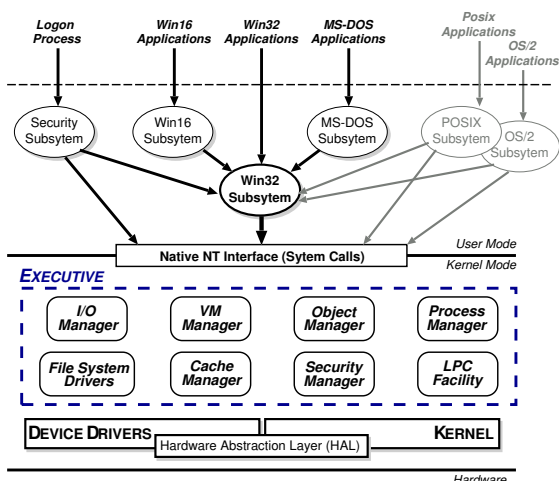 Logon
Process
Win16
Applications
Win32
Applications
MS-DOS
Applications
Posix
Applications
OS/2
Applications
Security
Subsytem
Win16
Subsytem
MS-DOS
Subsytem
POSIX
Subsytem
OS/2
Subsytem
Win32
Subsytem
Native NT Interface (Sytem Calls)
User Mode
Kernel Mode
EXECUTIVE
I/O
Manager
VM
Manager
Object
Manager
Process
Manager
File System
Drivers
Cache
Manager
Security
Manager
LPC
Facility
DEVICE DRIVERS
KERNEL
Hardware Abstraction Layer (HAL)
Hardware